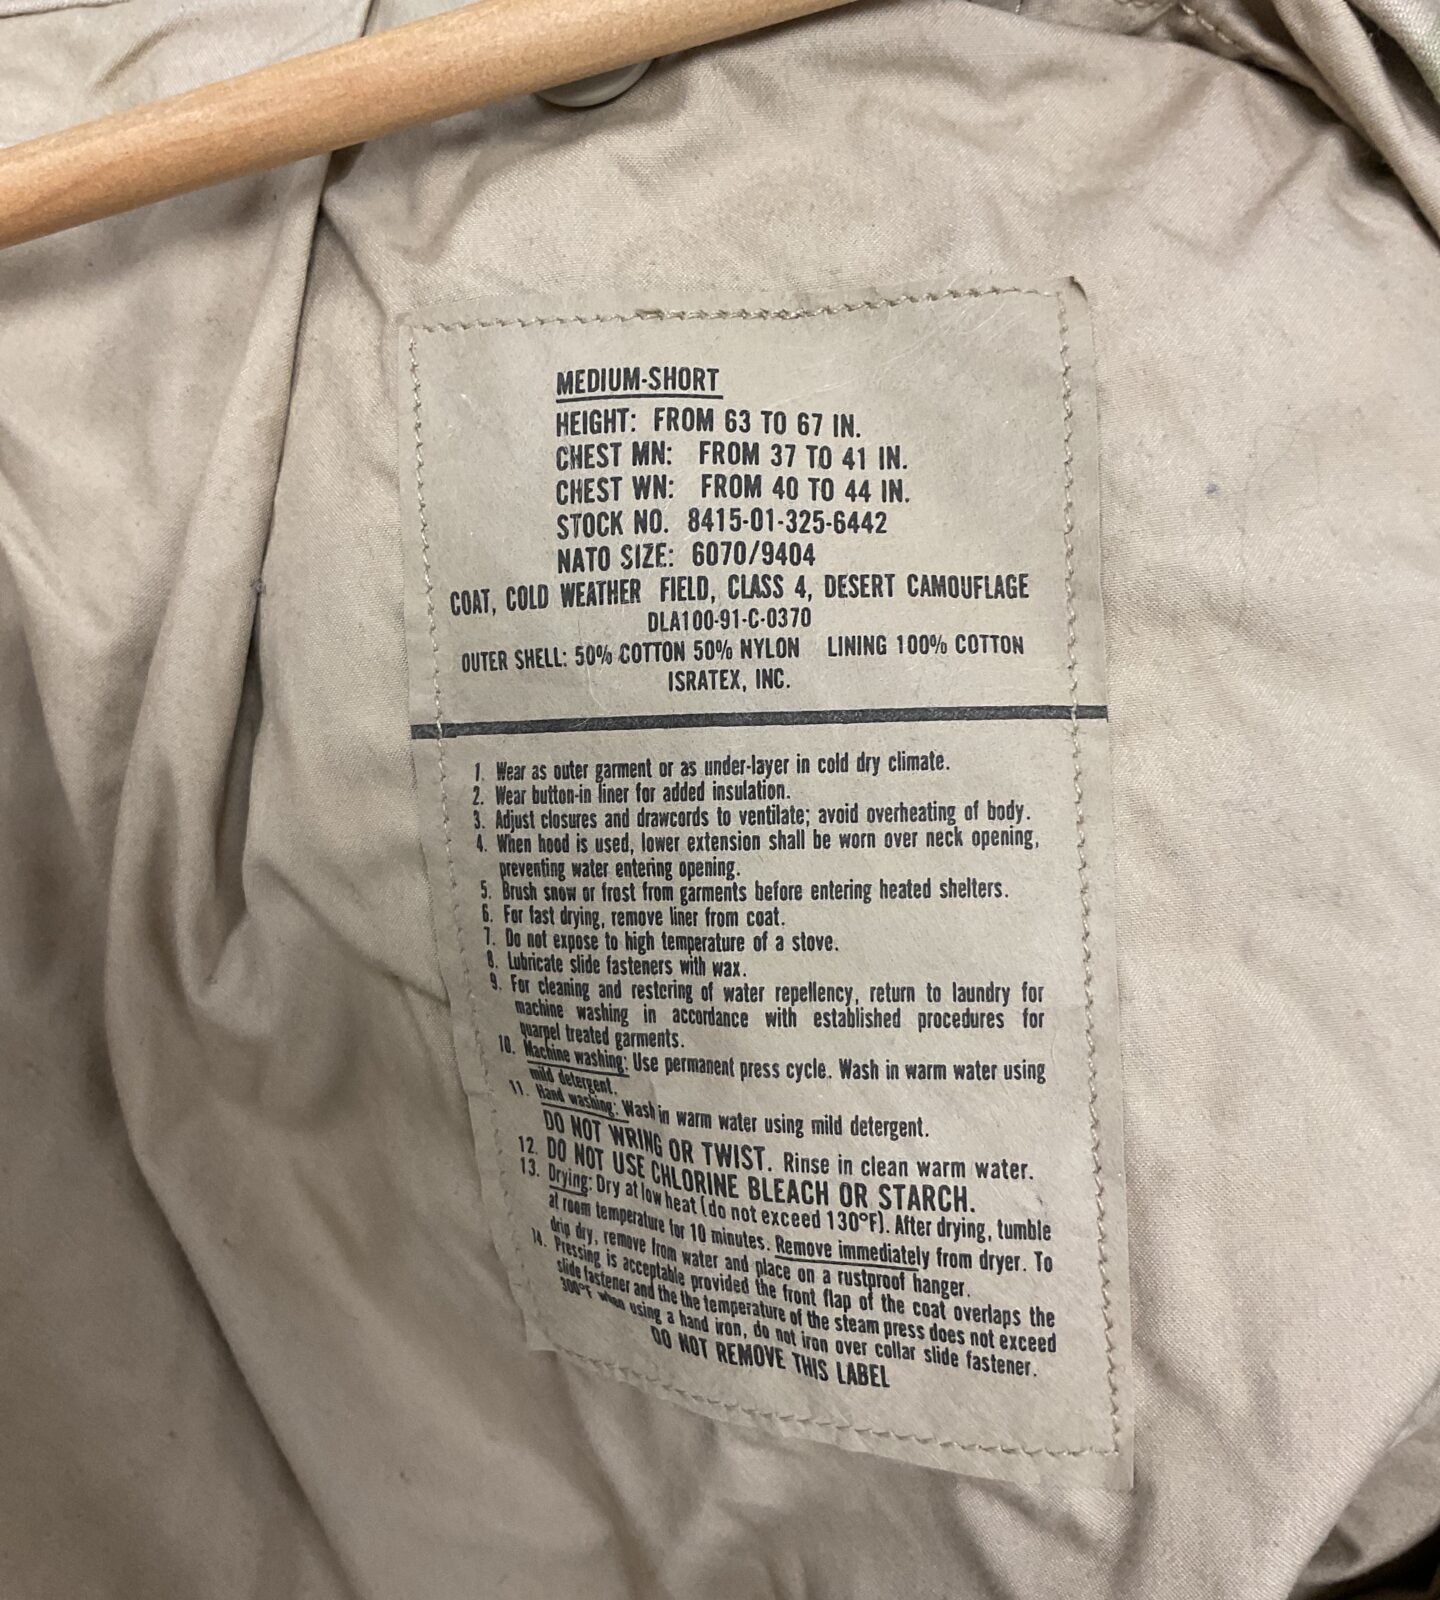 MEDIUM-SHORT
HEIGHT: FROM 63 TO 67 IN.
CHEST MN: FROM 37 TO 41 IN.
CHEST WN: FROM 40 TO 44 IN.
STOCK NO. 8415-01-325-6442
NATO SIZE: 6070/9404
COAT, COLD WEATHER FIELD, CLASS 4, DESERT CAMOUFLAGE
DLA100-91-C-0370
OUTER SHELL: 50% COTTON 50% NYLON LINING 100% COTTON
ISRATEX, INC.
1. Wear as outer garment or as under-layer in cold dry climate.
2. Wear button-in liner for added insulation.
3. Adjust closures and drawcords to ventilate; avoid overheating of body.
4. When hood is used, lower extension shall be worn over neck opening,
preventing water entering opening.
5. Brush snow or frost from garments before entering heated shelters.
6. For fast drying, remove liner from coat.
7. Do not expose to high temperature of a stove.
8. Lubricate slide fasteners with wax.
9. For cleaning and restoring of water repellency, return to laundry for
machine washing in accordance with established procedures for
quarpel treated garments.
10. Machine washing: Use permanent press cycle. Wash in warm water using
mild detergent.
11. Hand washing: Wash in warm water using mild detergent.
DO NOT WRING OR TWIST. Rinse in clean warm water.
12. DO NOT USE CHLORINE BLEACH OR STARCH.
13. Drying: Dry at low heat (do not exceed 130°F). After drying, tumble
at room temperature for 10 minutes. Remove immediately from dryer. To
drip dry, remove from water and place on a rustproof hanger.
14. Pressing is acceptable provided the front flap of the coat overlaps the
slide fastener and the the temperature of the steam press does not exceed
300°F when using a hand iron, do not iron over collar slide fastener.
DO NOT REMOVE THIS LABEL